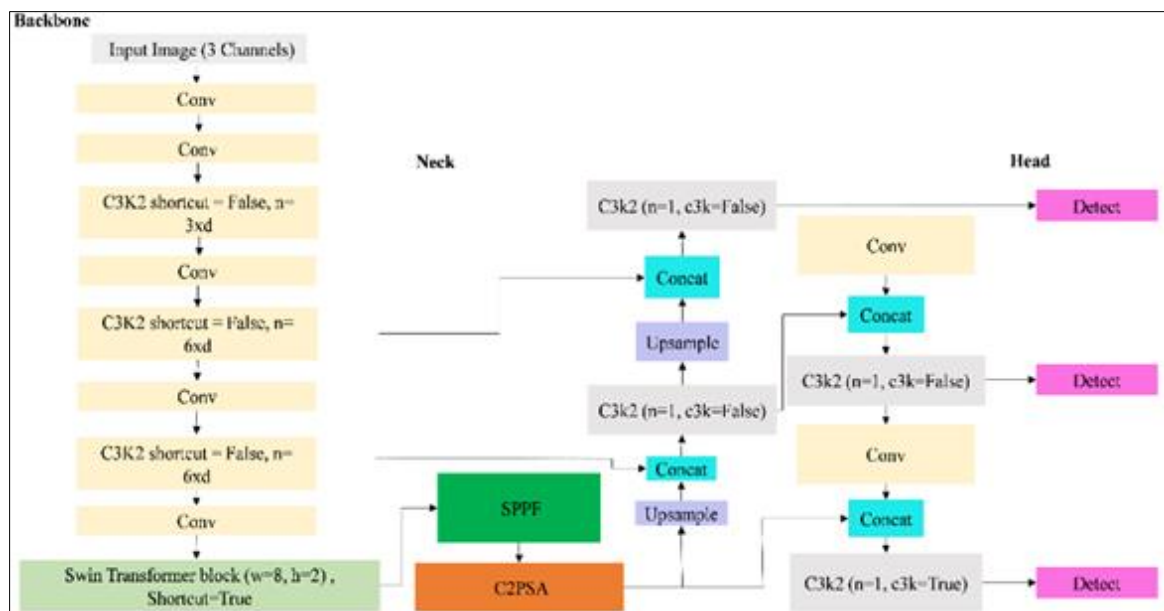 Backbone
Input Image (3 Channels)
Conv
Conv
C3K2 shortcut = False, n=
3xd
Conv
C3K2 shortcut = False, n=
6xd
Conv
C3K2 shortcut = False, n=
6xd
Conv
Swin Transformer block (w=8, h=2) ,
Shortcut=True
Neck
SPPF
C2PSA
C3k2 (n=1, c3k=False)
Concat
Upsample
C3k2 (n=1, c3k=False)
Concat
Upsample
Conv
Concat
C3k2 (n=1, c3k=False)
Conv
Concat
C3k2 (n=1, c3k=True)
Head
Detect
Detect
Detect